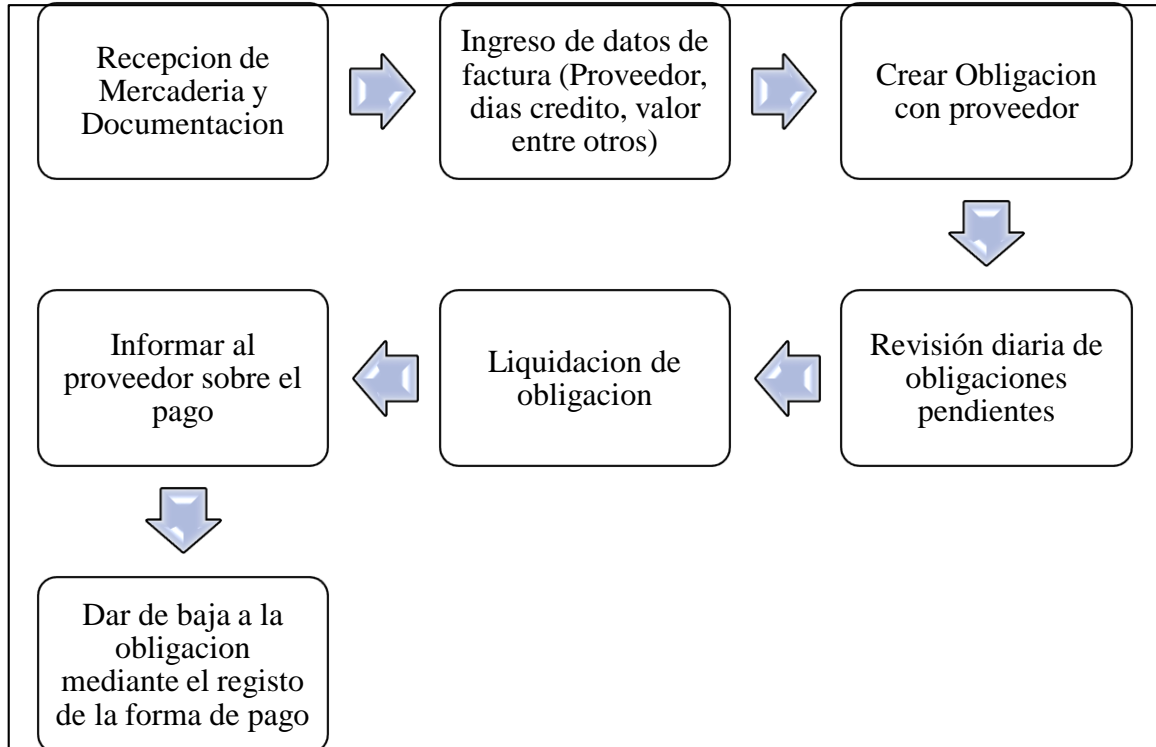 Recepcion de
Mercaderia y
Documentacion
Ingreso de datos de
factura (Proveedor,
dias credito, valor
entre otros)
Crear Obligacion
con proveedor
Revisión diaria de
obligaciones
pendientes
Liquidacion de
obligacion
Informar al
proveedor sobre el
pago
Dar de baja a la
obligacion
mediante el registo
de la forma de pago